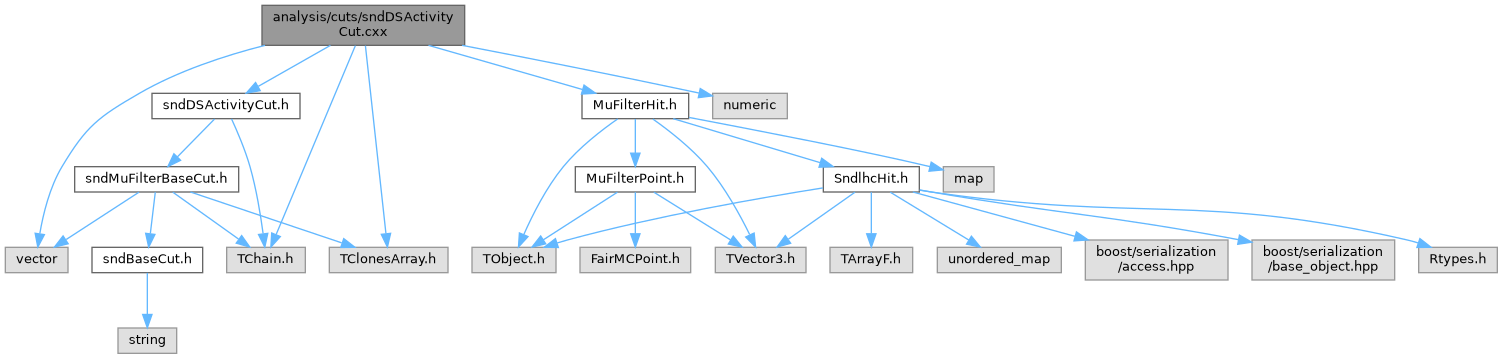 analysis/cuts/sndDSActivity
Cut.cxx
sndDSActivityCut.h
MuFilterHit.h
numeric
sndMuFilterBaseCut.h
MuFilterPoint.h
SndlhcHit.h
map
vector
sndBaseCut.h
TChain.h
TClonesArray.h
TObject.h
FairMCPoint.h
TVector3.h
TArrayF.h
unordered_map
boost/serialization
/access.hpp
boost/serialization
/base_object.hpp
Rtypes.h
string